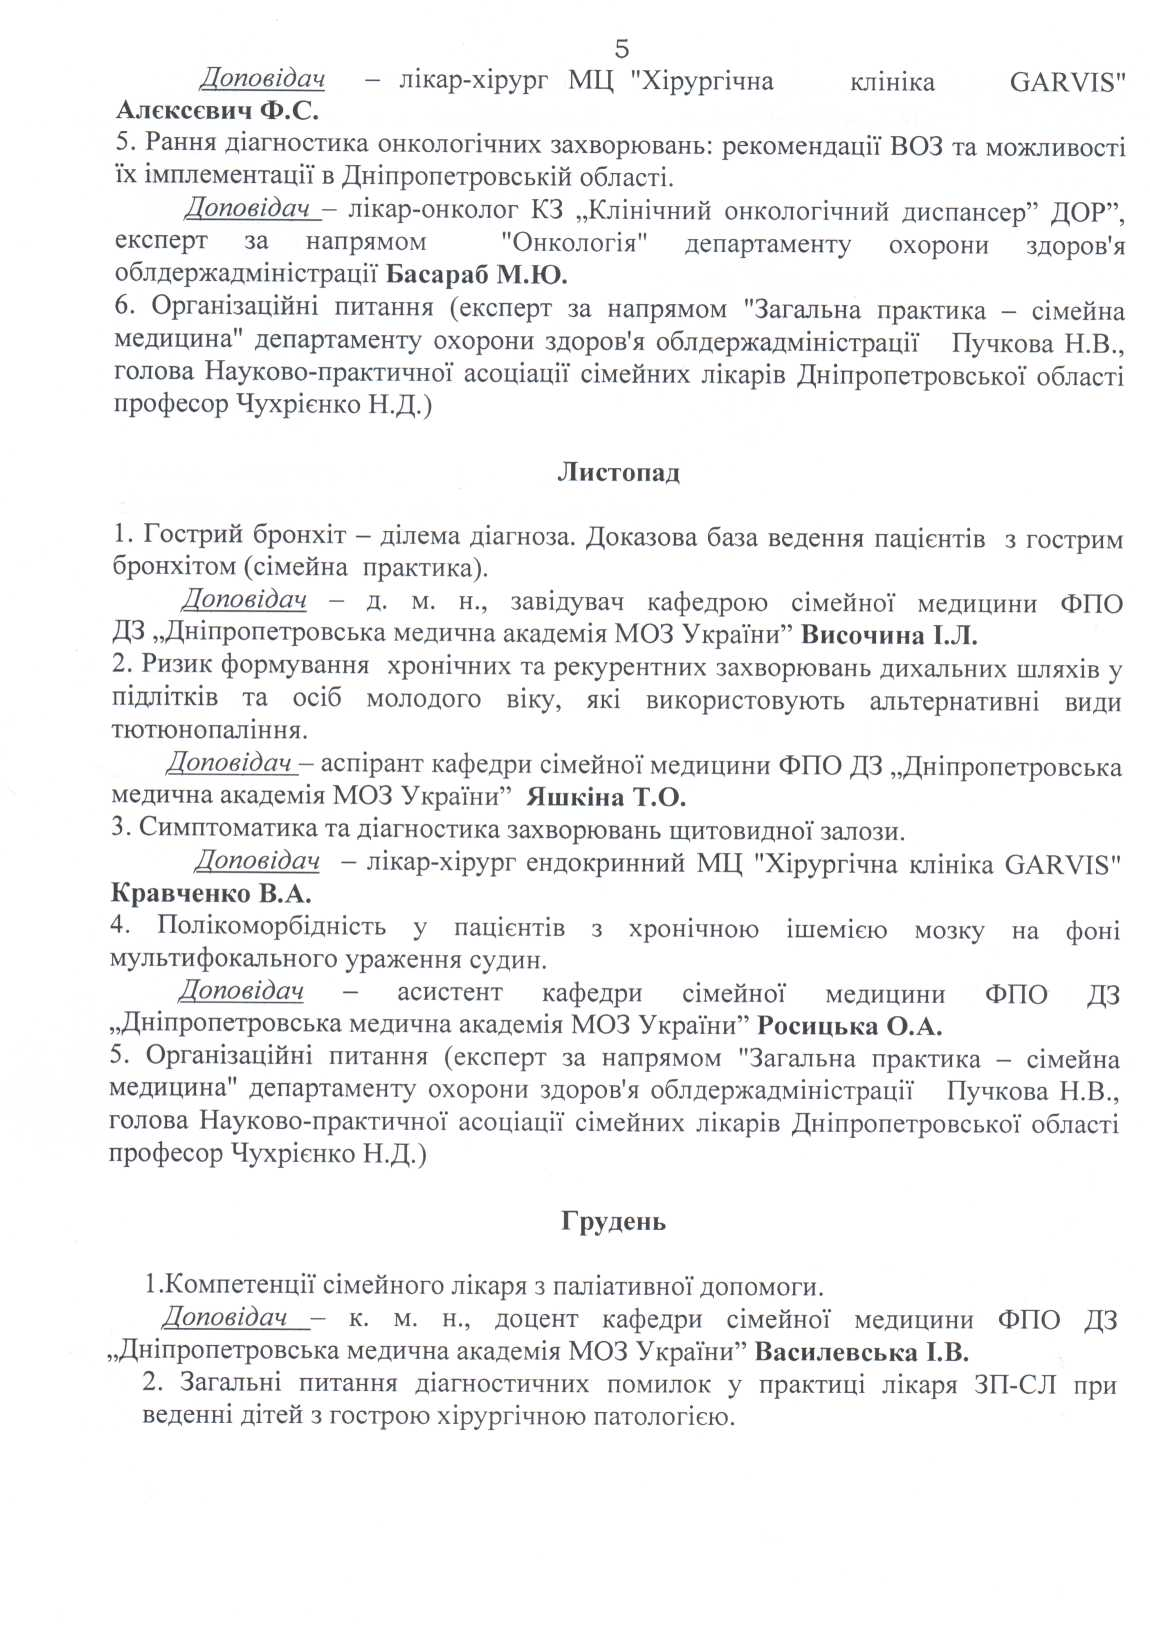 5
Доповідач – лікар-хірург МЦ "Хірургічна клініка GARVIS"
Алєксєвич Ф.С.
5. Рання діагностика онкологічних захворювань: рекомендації ВОЗ та можливості
їх імплементації в Дніпропетровській області.
Доповідач – лікар-онколог КЗ „Клінічний онкологічний диспансер” ДОР”,
експерт за напрямом "Онкологія" департаменту охорони здоров'я
облдержадміністрації Басараб М.Ю.
6. Організаційні питання (експерт за напрямом "Загальна практика – сімейна
медицина" департаменту охорони здоров'я облдержадміністрації Пучкова Н.В.,
голова Науково-практичної асоціації сімейних лікарів Дніпропетровської області
професор Чухрієнко Н.Д.)
Листопад
1. Гострий бронхіт – ділема діагноза. Доказова база ведення пацієнтів з гострим
бронхітом (сімейна практика).
Доповідач – д. м. н., завідувач кафедрою сімейної медицини ФПО
ДЗ „Дніпропетровська медична академія МОЗ України” Височина І.Л.
2. Ризик формування хронічних та рекурентних захворювань дихальних шляхів у
підлітків та осіб молодого віку, які використовують альтернативні види
тютюнопаління.
Доповідач – аспірант кафедри сімейної медицини ФПО ДЗ „Дніпропетровська
медична академія МОЗ України” Яшкіна Т.О.
3. Симптоматика та діагностика захворювань щитовидної залози.
Доповідач – лікар-хірург ендокринний МЦ "Хірургічна клініка GARVIS"
Кравченко В.А.
4. Полікоморбідність у пацієнтів з хронічною ішемією мозку на фоні
мультифокального ураження судин.
Доповідач – асистент кафедри сімейної медицини ФПО ДЗ
„Дніпропетровська медична академія МОЗ України” Росицька О.А.
5. Організаційні питання (експерт за напрямом "Загальна практика – сімейна
медицина" департаменту охорони здоров'я облдержадміністрації Пучкова Н.В.,
голова Науково-практичної асоціації сімейних лікарів Дніпропетровської області
професор Чухрієнко Н.Д.)
Грудень
1.Компетенції сімейного лікаря з паліативної допомоги.
Доповідач – к. м. н., доцент кафедри сімейної медицини ФПО ДЗ
„Дніпропетровська медична академія МОЗ України” Василевська І.В.
2. Загальні питання діагностичних помилок у практиці лікаря ЗП-СЛ при
веденні дітей з гострою хірургічною патологією.